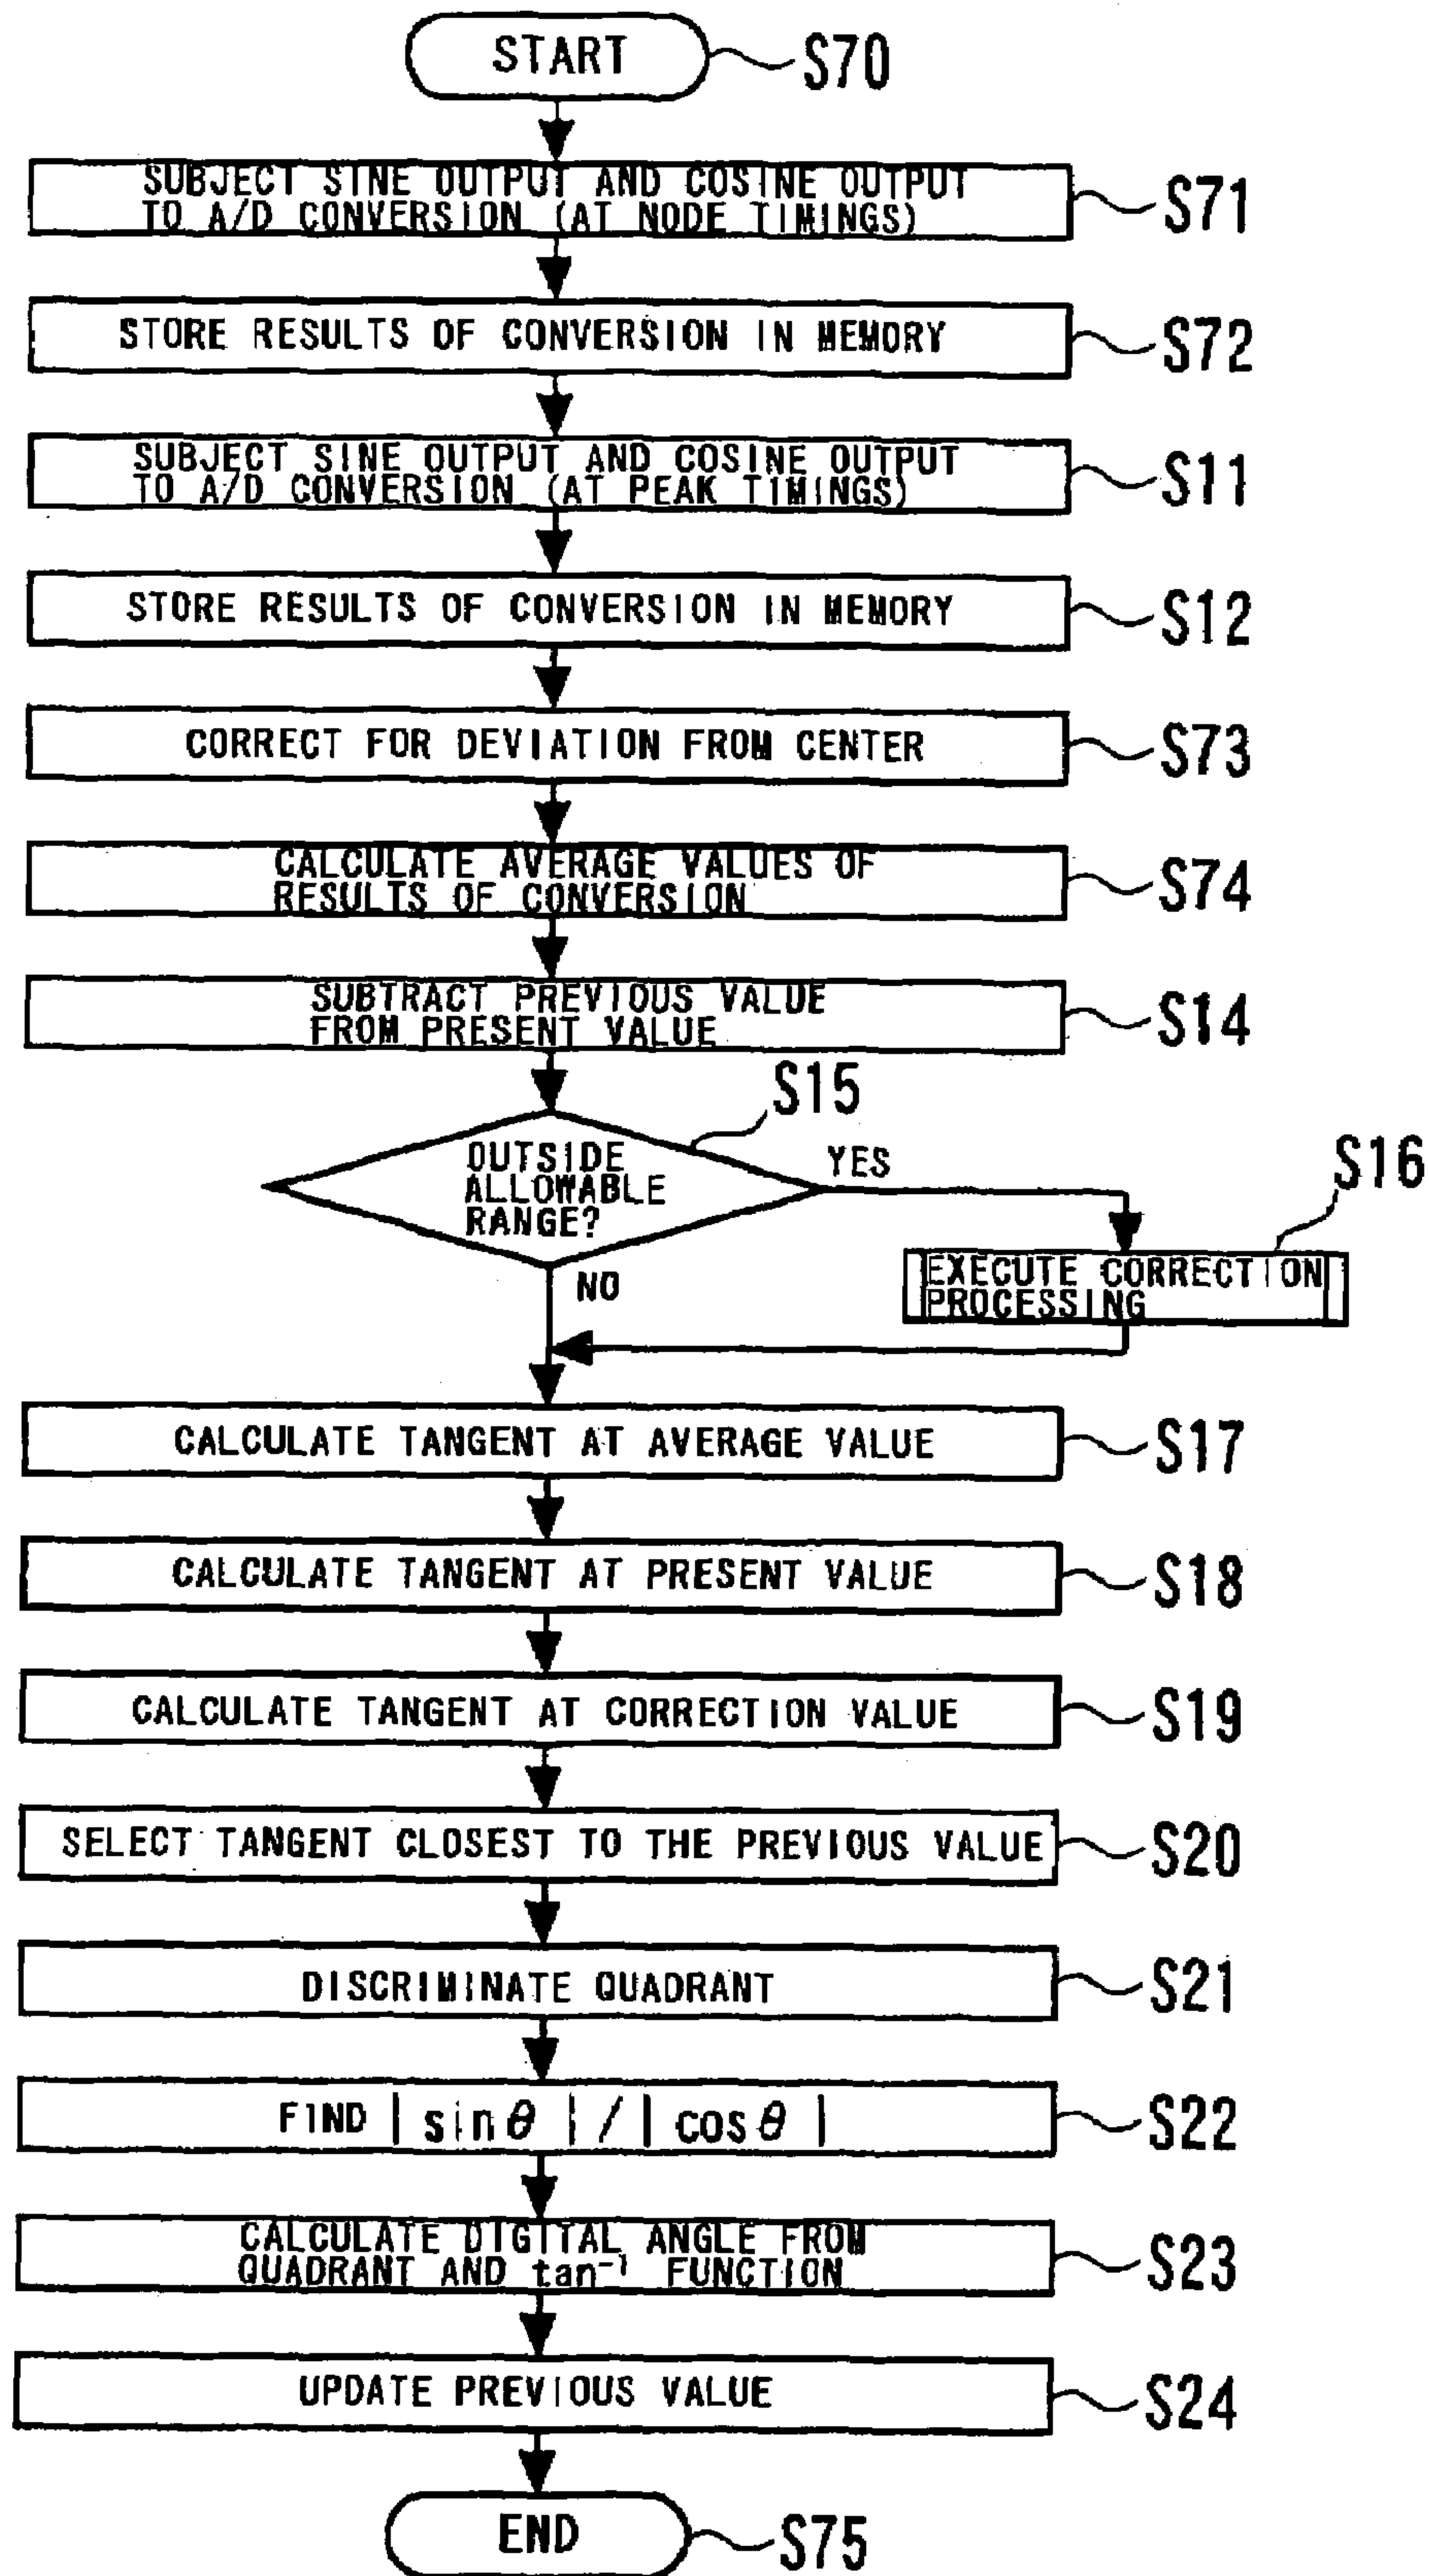 START
S70
SUBJECT SINE OUTPUT AND COSINE OUTPUT
TO A/D CONVERSION (AT NODE TIMINGS)
S71
STORE RESULTS OF CONVERSION IN MEMORY
S72
SUBJECT SINE OUTPUT AND COSINE OUTPUT
TO A/D CONVERSION (AT PEAK TIMINGS)
S11
STORE RESULTS OF CONVERSION IN MEMORY
S12
CORRECT FOR DEVIATION FROM CENTER
S73
CALCULATE AVERAGE VALUES OF
RESULTS OF CONVERSION
S74
SUBTRACT PREVIOUS VALUE
FROM PRESENT VALUE
S14
S15
OUTSIDE
ALLOWABLE
RANGE?
YES
S16
EXECUTE CORRECTION
PROCESSING
NO
CALCULATE TANGENT AT AVERAGE VALUE
S17
CALCULATE TANGENT AT PRESENT VALUE
S18
CALCULATE TANGENT AT CORRECTION VALUE
S19
SELECT TANGENT CLOSEST TO THE PREVIOUS VALUE
S20
DISCRIMINATE QUADRANT
S21
FIND | sin θ | / | cos θ |
S22
CALCULATE DIGITAL ANGLE FROM
QUADRANT AND tan⁻¹ FUNCTION
S23
UPDATE PREVIOUS VALUE
S24
END
S75